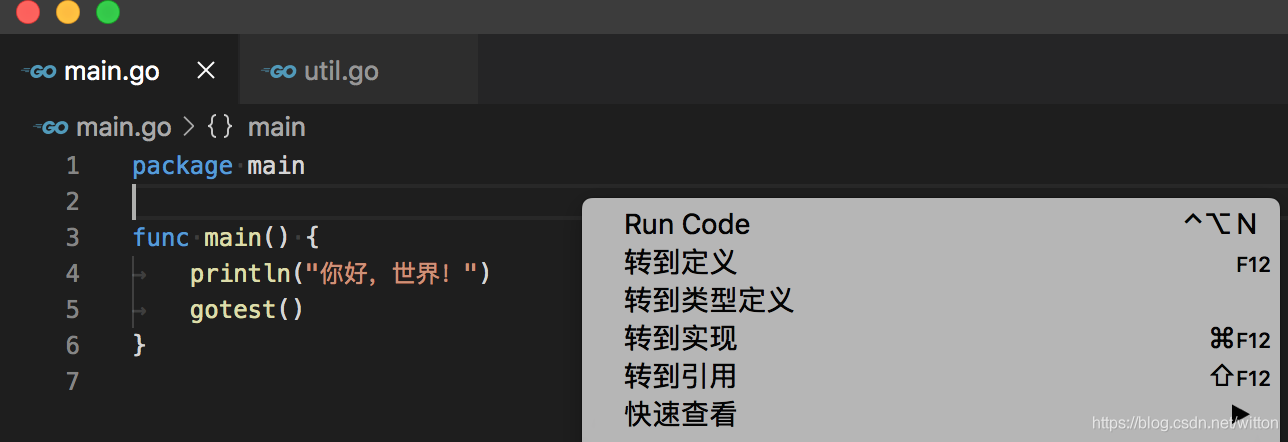 GO main.go
GO util.go
GO main.go > {} main
1 package main
2
3 func main() {
4 println("你好，世界！")
5 gotest()
6 }
7
Run Code ^⌥N
转到定义 F12
转到类型定义
转到实现 ⌘F12
转到引用 ⇧F12
快速查看
https://blog.csdn.net/witton